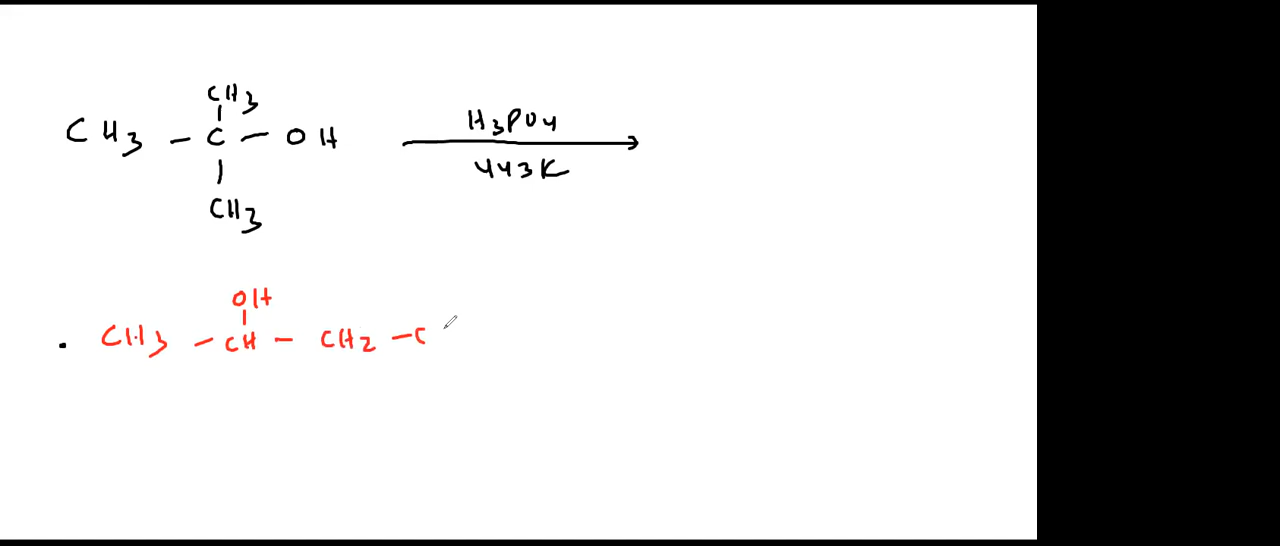 CH3
CH3 - C - OH H3PO4
443K
CH3
OH
. CH3 - CH - CH2 - C